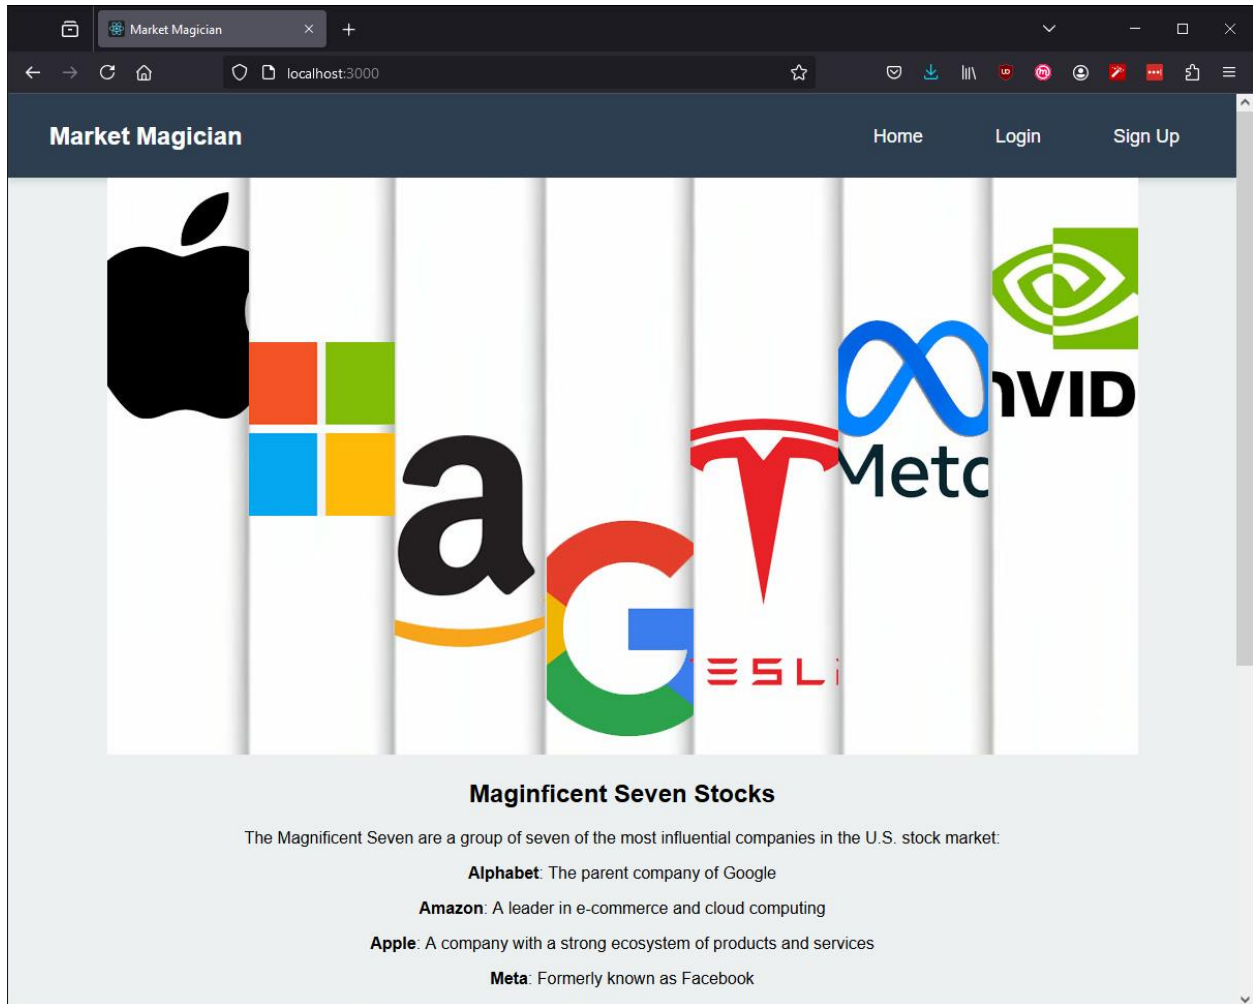 Market Magician
localhost:3000
Market Magician
Home Login Sign Up
NVID
Meta
TESLA
Maginficent Seven Stocks
The Magnificent Seven are a group of seven of the most influential companies in the U.S. stock market:
Alphabet: The parent company of Google
Amazon: A leader in e-commerce and cloud computing
Apple: A company with a strong ecosystem of products and services
Meta: Formerly known as Facebook